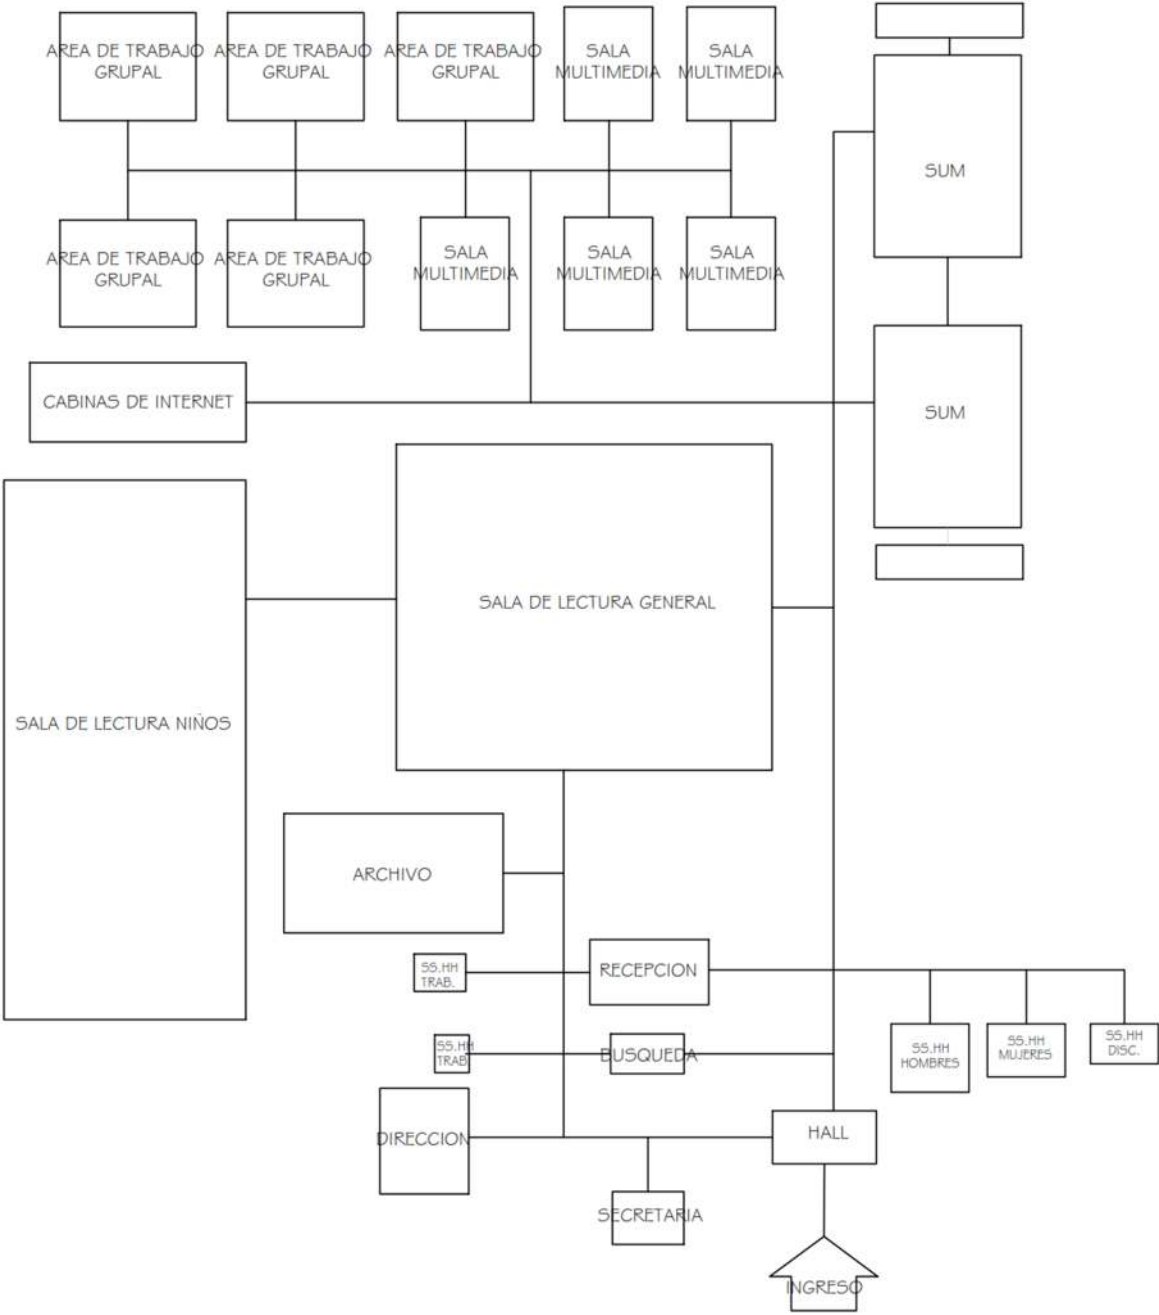 AREA DE TRABAJO
GRUPAL
AREA DE TRABAJO
GRUPAL
AREA DE TRABAJO
GRUPAL
SALA
MULTIMEDIA
SALA
MULTIMEDIA
SUM
AREA DE TRABAJO
GRUPAL
AREA DE TRABAJO
GRUPAL
SALA
MULTIMEDIA
SALA
MULTIMEDIA
SALA
MULTIMEDIA
CABINAS DE INTERNET
SUM
SALA DE LECTURA GENERAL
SALA DE LECTURA NIÑOS
ARCHIVO
SS.HH
TRAB.
RECEPCION
SS.HH
TRAB
BUSQUEDA
SS.HH
HOMBRES
SS.HH
MUJERES
SS.HH
DISC.
DIRECCION
HALL
SECRETARIA
INGRESO